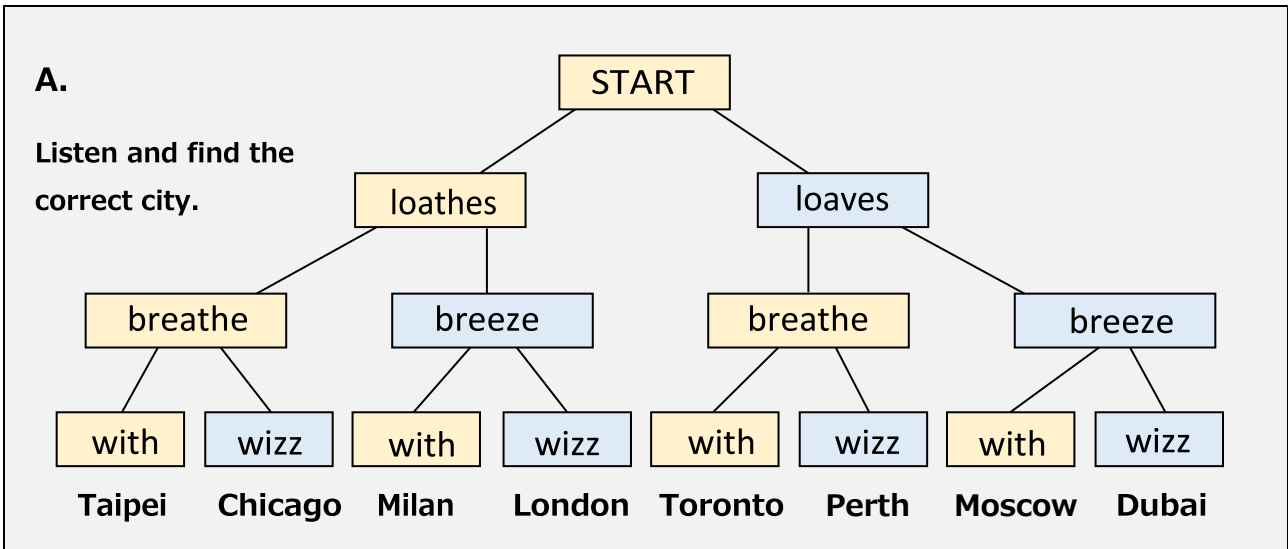 A.
START
Listen and find the
correct city.
loathes loaves
breathe breeze breathe breeze
with wizz with wizz with wizz with wizz
Taipei Chicago Milan London Toronto Perth Moscow Dubai